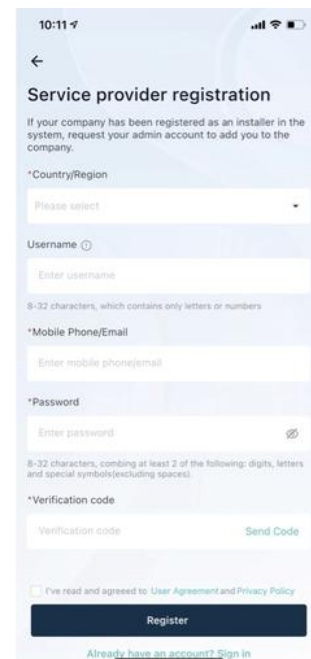 10:11
Service provider registration
If your company has been registered as an installer in the
system, request your admin account to add you to the
company.
*Country/Region
Please select
Username
Enter username
8-32 characters, which contains only letters or numbers
*Mobile Phone/Email
Enter mobile phone/email
*Password
Enter password
8-32 characters, combing at least 2 of the following: digits, letters
and special symbols(excluding spaces).
*Verification code
Verification code Send Code
I've read and agreeed to User Agreement and Privacy Policy
Register
Already have an account? Sign in